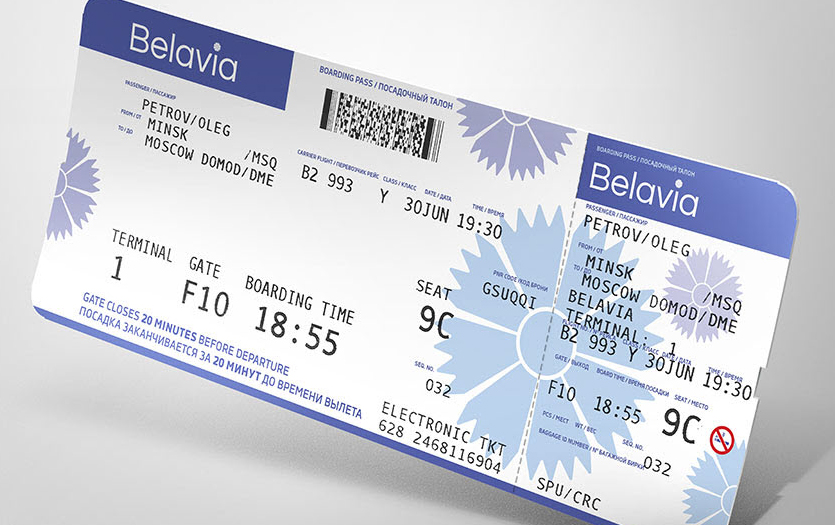 Belavia
BOARDING PASS / ПОСАДОЧНЫЙ ТАЛОН
PASSENGER / ПАССАЖИР
PETROV/OLEG
FROM / ОТ
MINSK /MSQ
TO / ДО
MOSCOW DOMOD/DME
CARRIER FLIGHT / ПЕРЕВОЗЧИК РЕЙС CLASS / КЛАСС DATE / ДАТА TIME / ВРЕМЯ
B2 993 Y 30JUN 19:30
TERMINAL GATE BOARDING TIME SEAT
1 F10 18:55 9C
PNR CODE / КОД БРОНИ
GSUQQI
SEQ. NO.
032
GATE CLOSES 20 MINUTES BEFORE DEPARTURE
ПОСАДКА ЗАКАНЧИВАЕТСЯ ЗА 20 МИНУТ ДО ВРЕМЕНИ ВЫЛЕТА
ELECTRONIC TKT
628 2468116904
BOARDING PASS / ПОСАДОЧНЫЙ ТАЛОН
Belavia
PASSENGER / ПАССАЖИР
PETROV/OLEG
FROM / ОТ
MINSK /MSQ
TO / ДО
MOSCOW DOMOD/DME
BELAVIA
TERMINAL: 1
CLASS / КЛАСС DATE / ДАТА TIME / ВРЕМЯ
B2 993 Y 30JUN 19:30
GATE / ВЫХОД BOARD TIME / ВРЕМЯ ПОСАДКИ SEAT / МЕСТО
F10 18:55 9C
PCS / МЕСТ WT / ВЕС SEQ. NO.
032
BAGGAGE ID NUMBER / № БАГАЖНОЙ БИРКИ
SPU/CRC